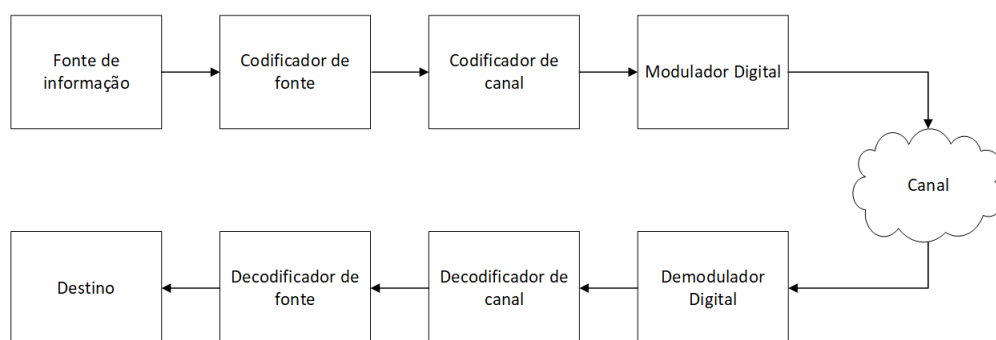 Fonte de
informação
Codificador de
fonte
Codificador de
canal
Modulador Digital
Canal
Destino
Decodificador de
fonte
Decodificador de
canal
Demodulador
Digital